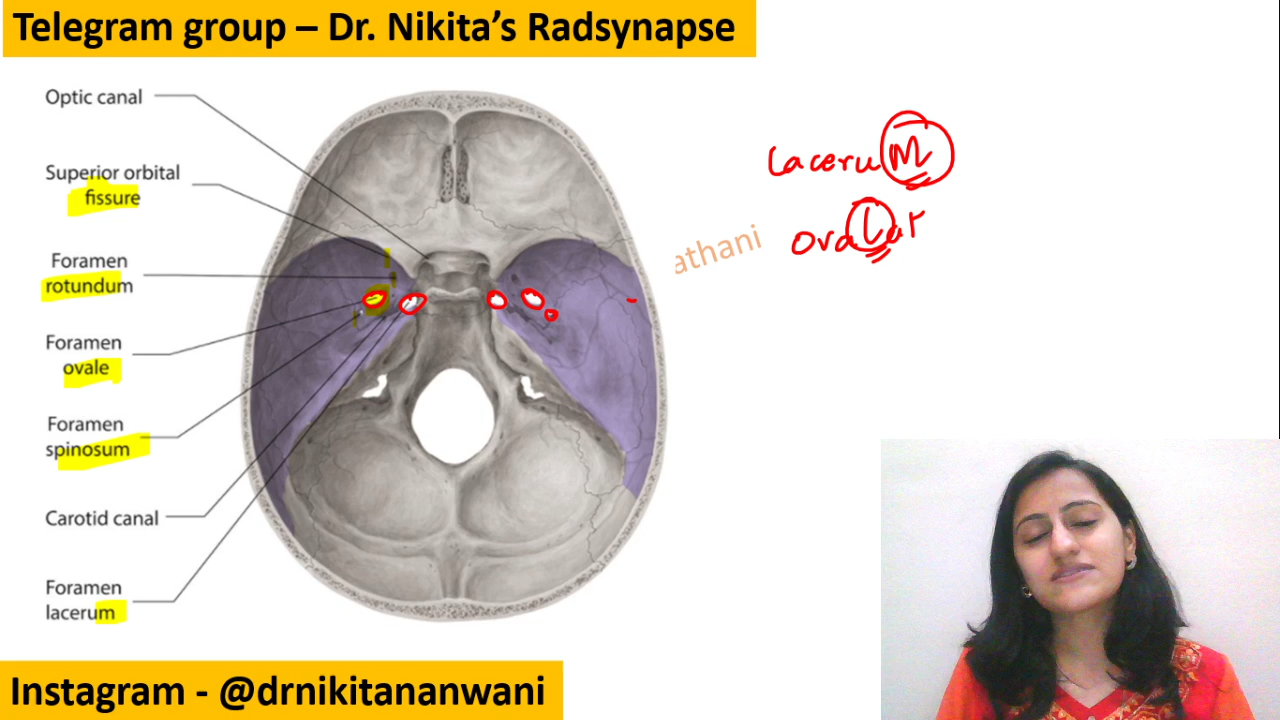 Telegram group – Dr. Nikita’s Radsynapse
Optic canal
Superior orbital
fissure
Foramen
rotundum
Foramen
ovale
Foramen
spinosum
Carotid canal
Foramen
lacerum
Lacerum
ovalat
athani
Instagram - @drnikitananwani